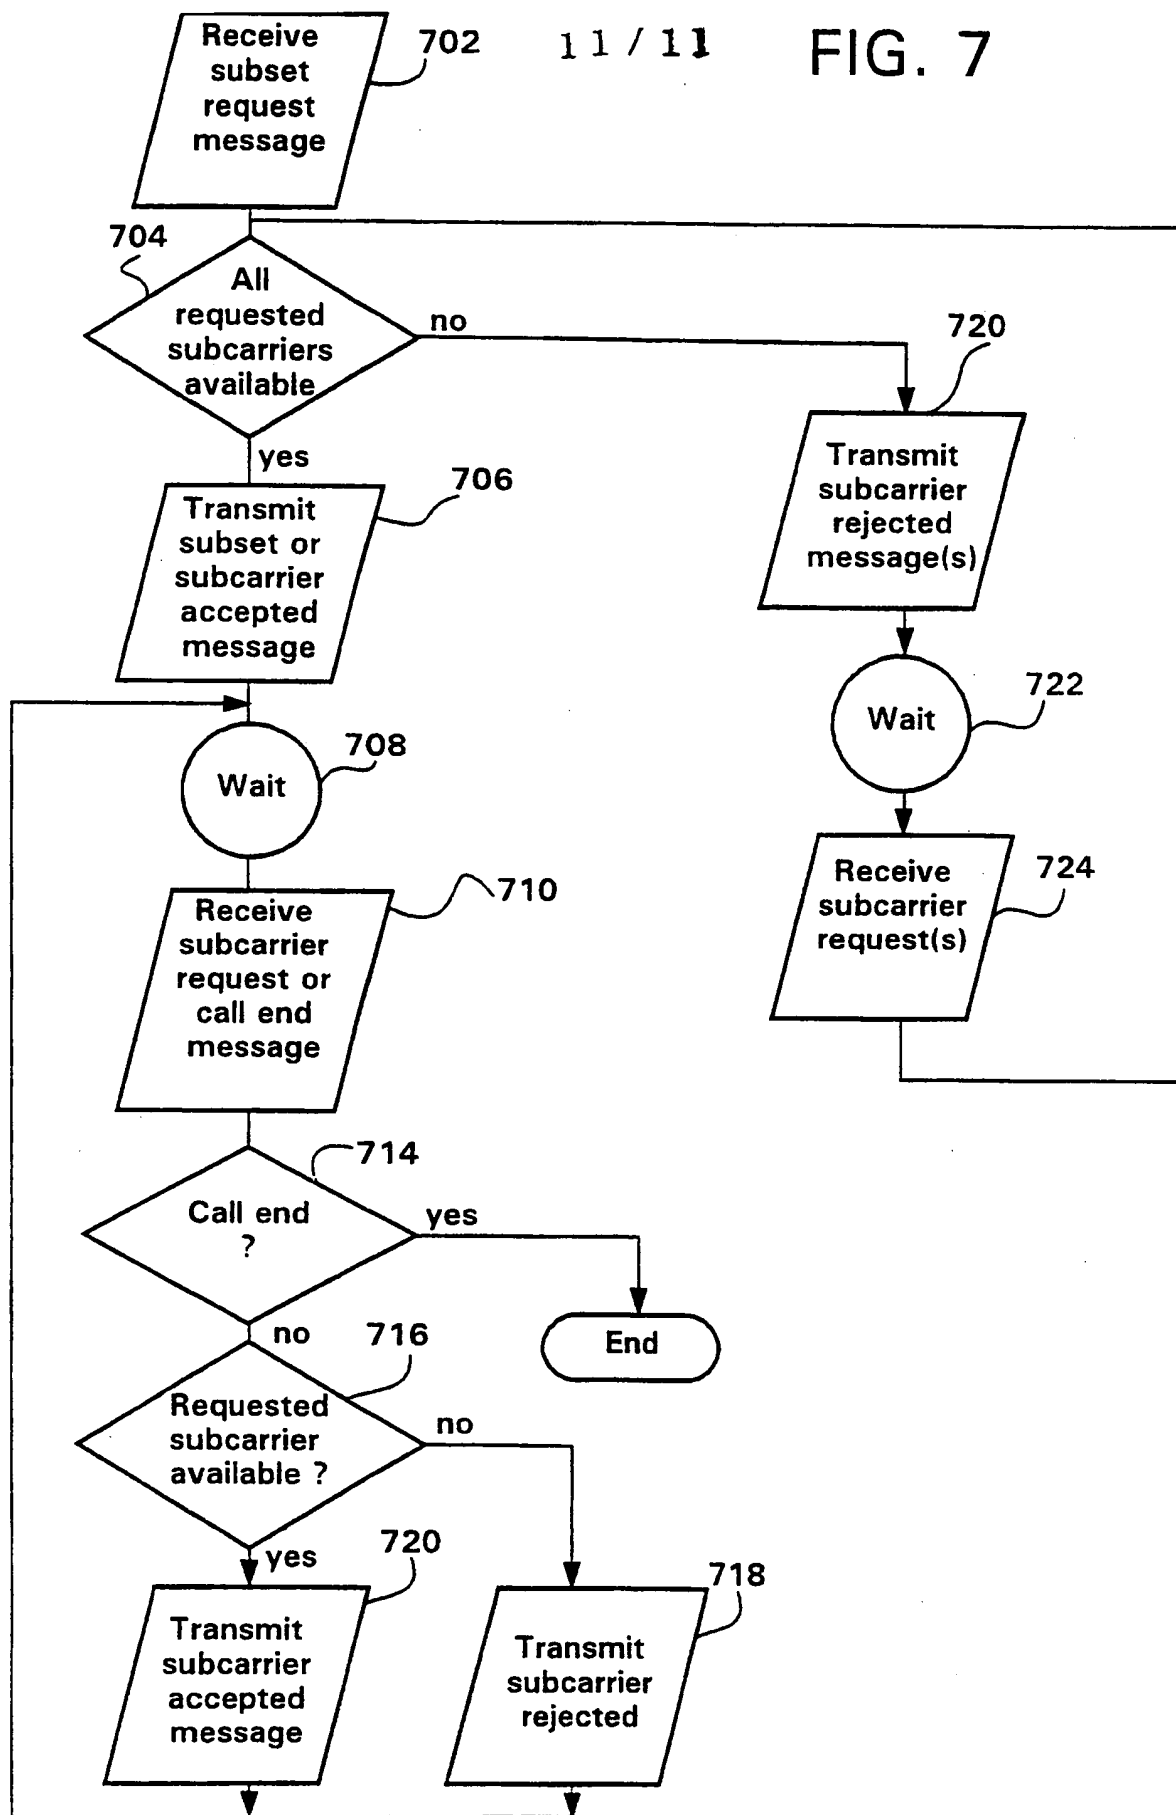 11/11
FIG. 7
Receive
subset
request
message
702
704
All
requested
subcarriers
available
no
yes
720
Transmit
subcarrier
rejected
message(s)
706
Transmit
subset or
subcarrier
accepted
message
722
Wait
708
Wait
724
Receive
subcarrier
request(s)
710
Receive
subcarrier
request or
call end
message
714
Call end
?
yes
End
no
716
Requested
subcarrier
available ?
no
yes
720
Transmit
subcarrier
accepted
message
718
Transmit
subcarrier
rejected